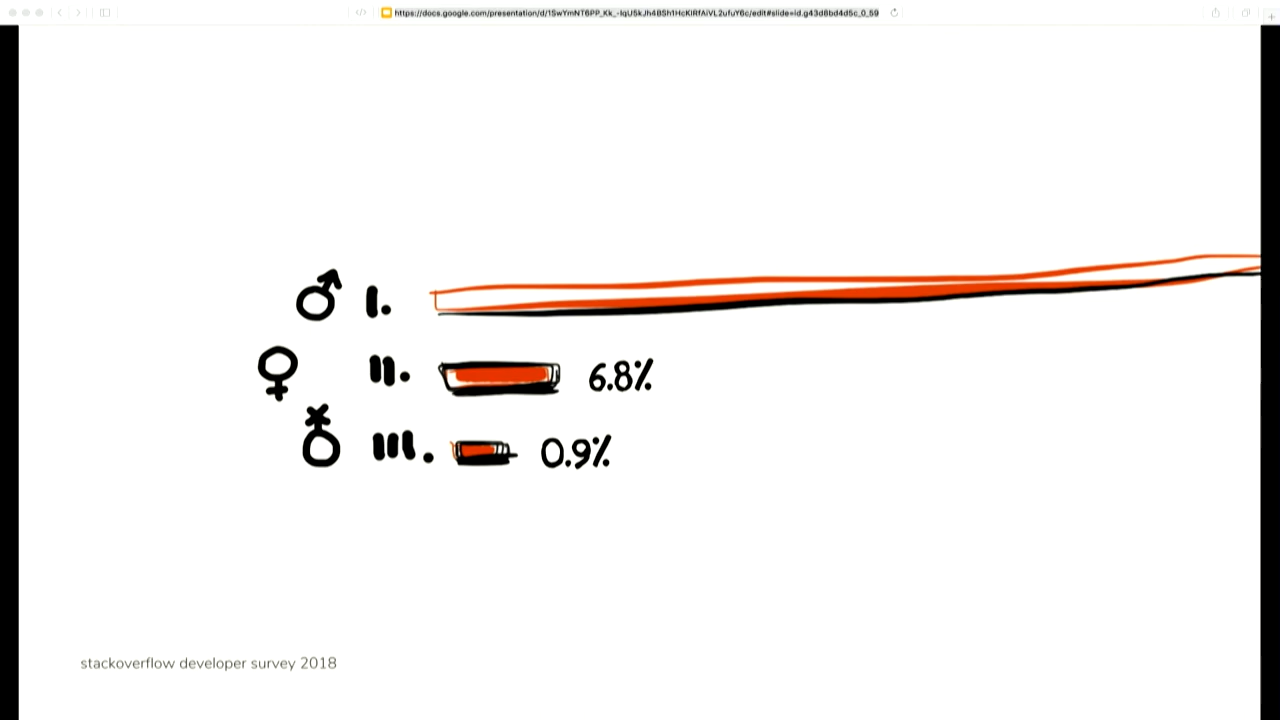 I.
II. 6.8%
III. 0.9%
stackoverflow developer survey 2018